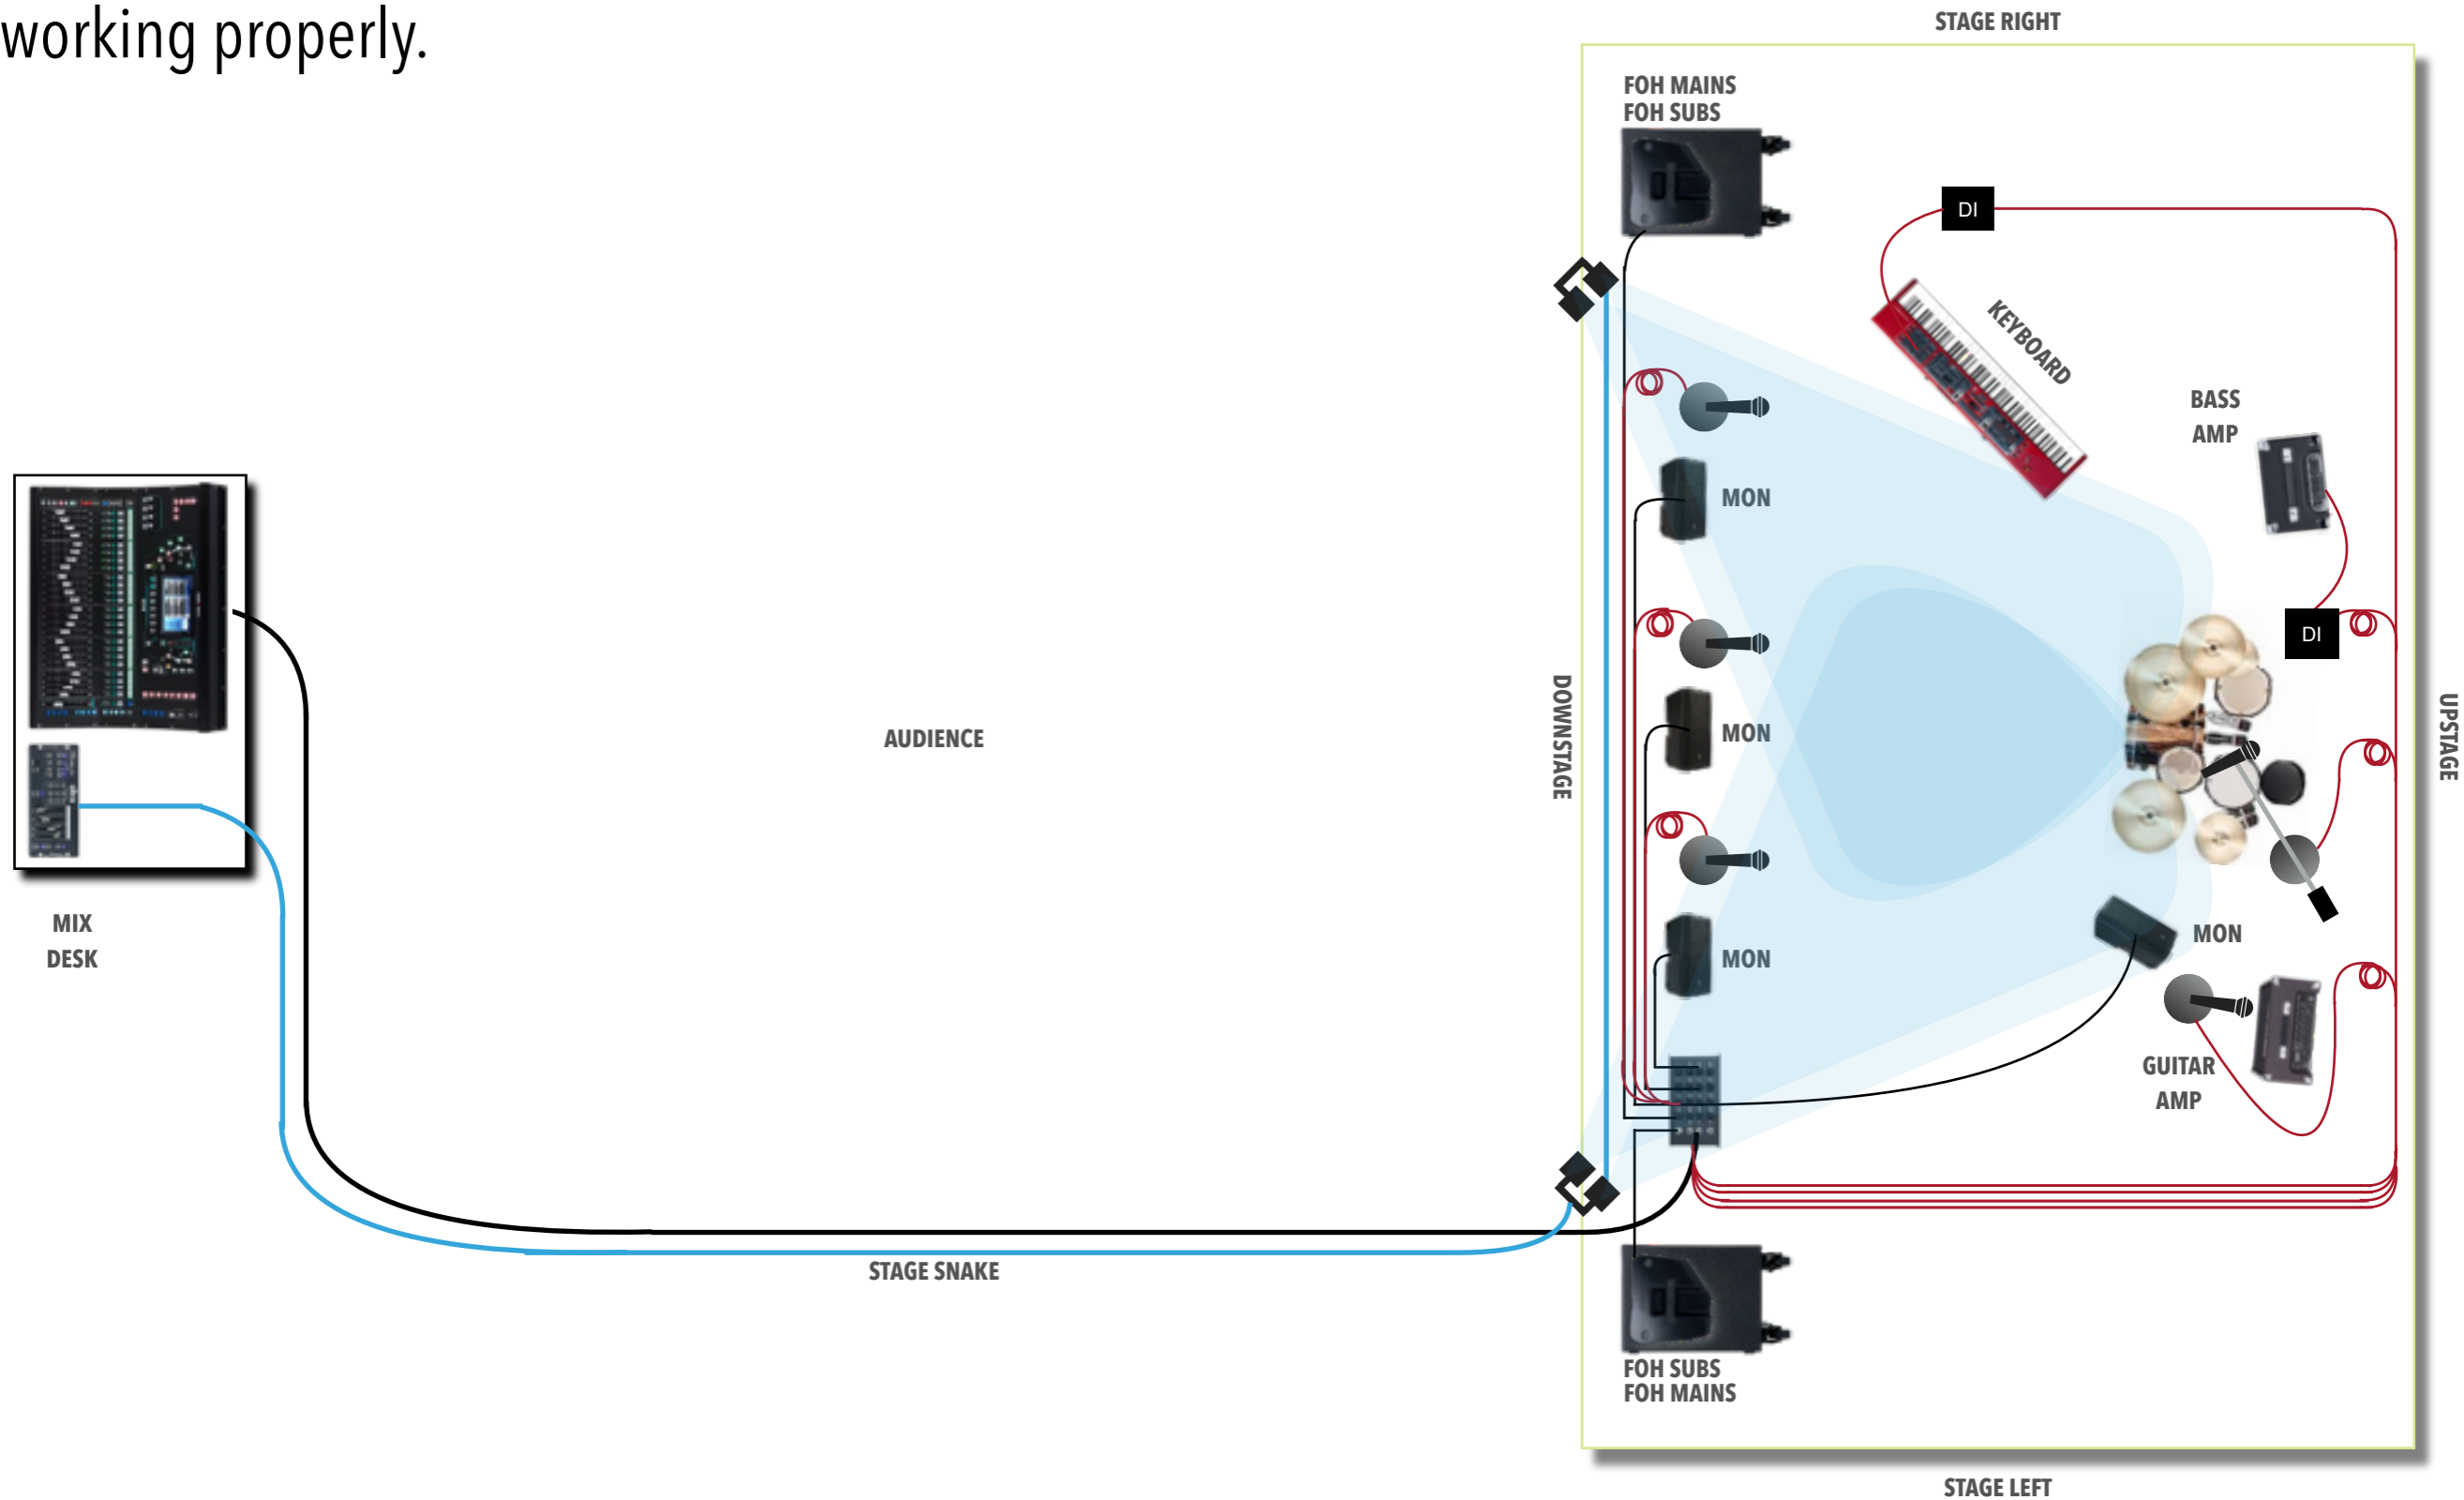 working properly.
STAGE RIGHT
FOH MAINS
FOH SUBS
DI
KEYBOARD
BASS
AMP
MON
DI
DOWNSTAGE
UPSTAGE
AUDIENCE
MON
MIX
DESK
MON
MON
GUITAR
AMP
STAGE SNAKE
FOH SUBS
FOH MAINS
STAGE LEFT